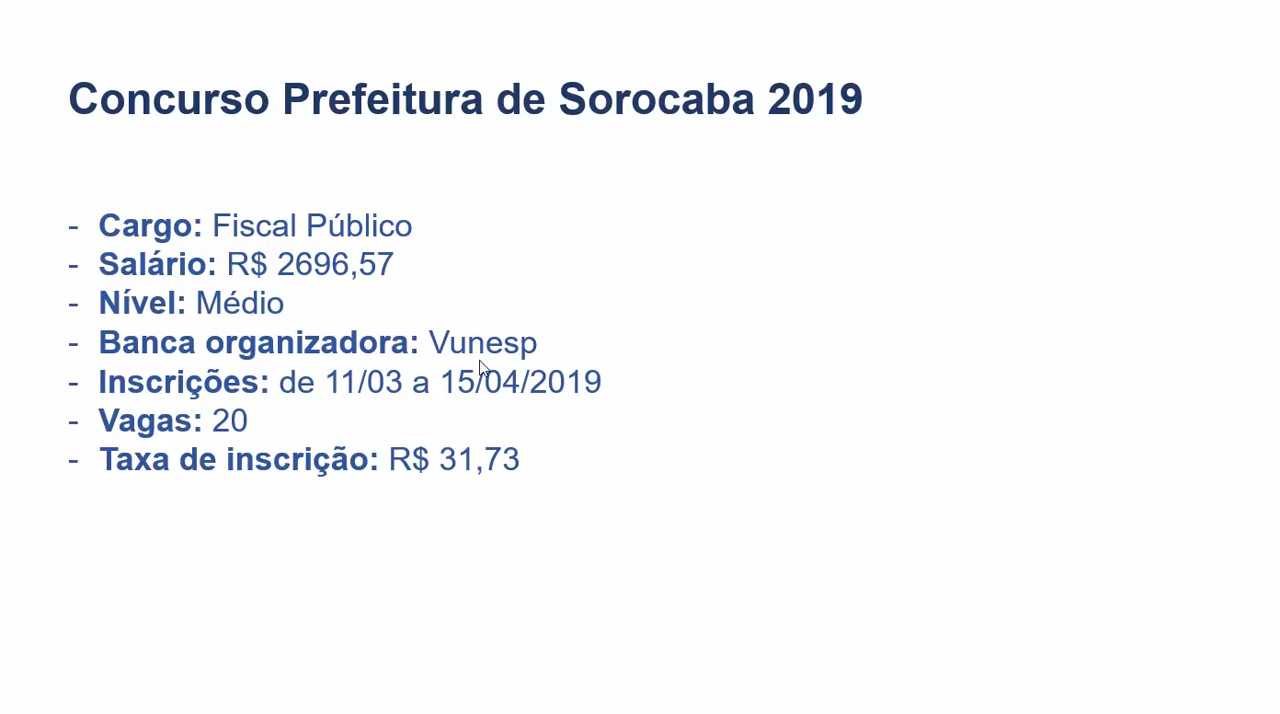 Concurso Prefeitura de Sorocaba 2019
- Cargo: Fiscal Público
- Salário: R$ 2696,57
- Nível: Médio
- Banca organizadora: Vunesp
- Inscrições: de 11/03 a 15/04/2019
- Vagas: 20
- Taxa de inscrição: R$ 31,73